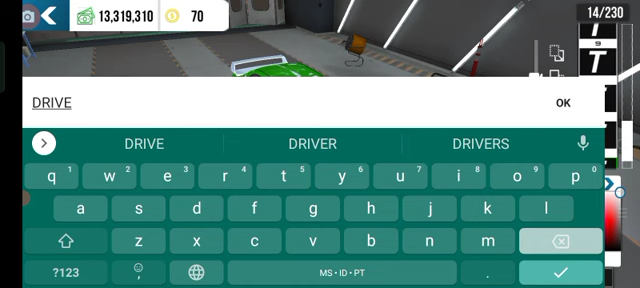 13,319,310 70 14/230
T
9
T
DRIVE OK
DRIVE DRIVER DRIVERS
q 1 w 2 e 3 r 4 t 5 y 6 u 7 i 8 o 9 p 0
a s d f g h j k l
z x c v b n m
?123 , MS • ID • PT .